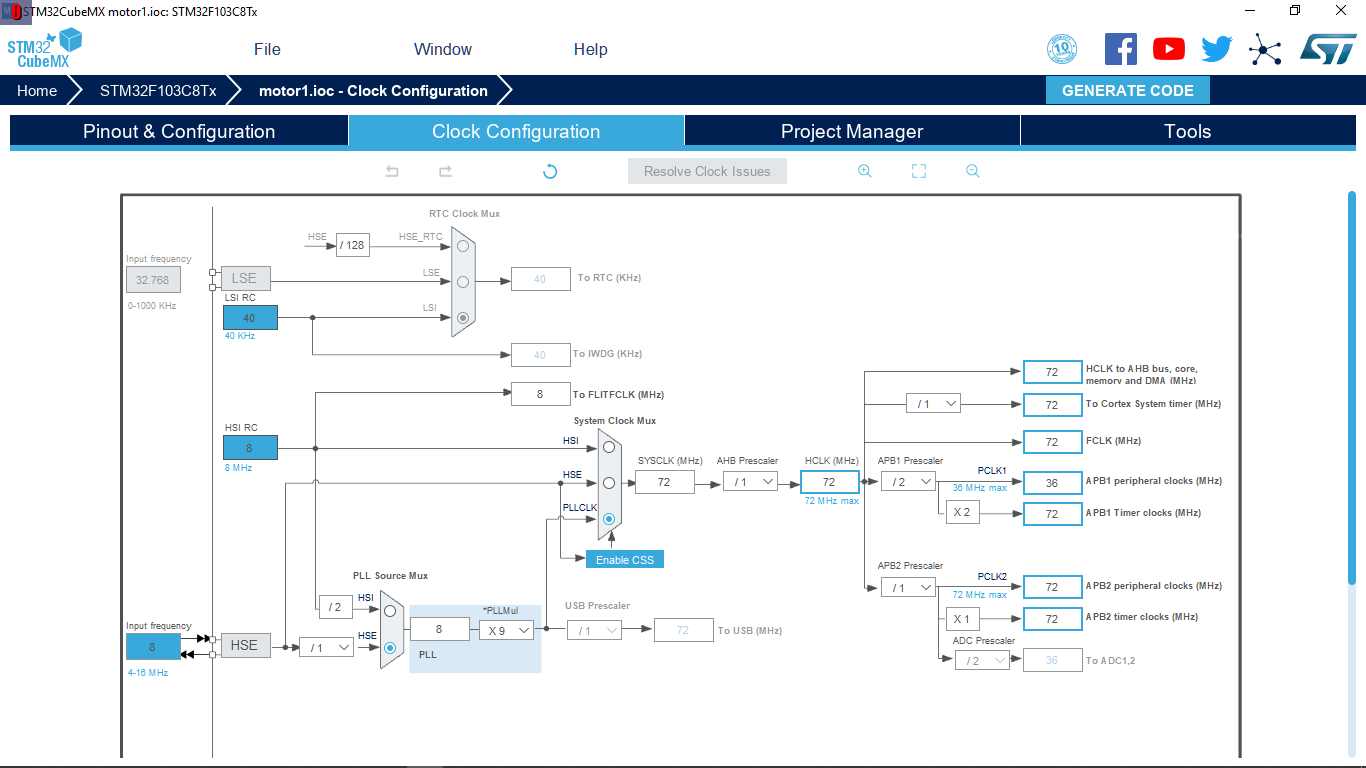 STM32CubeMX motor1.ioc: STM32F103C8Tx
STM32
CubeMX
File
Window
Help
10
ST
Home
STM32F103C8Tx
motor1.ioc - Clock Configuration
GENERATE CODE
Pinout & Configuration
Clock Configuration
Project Manager
Tools
Resolve Clock Issues
RTC Clock Mux
HSE
/ 128
HSE_RTC
Input frequency
32.768
0-1000 KHz
LSE
LSE
40
To RTC (KHz)
LSI RC
40
40 KHz
LSI
40
To IWDG (KHz)
8
To FLITFCLK (MHz)
HSI RC
8
8 MHz
System Clock Mux
HSI
HSE
PLLCLK
Enable CSS
SYSCLK (MHz)
72
AHB Prescaler
/ 1
HCLK (MHz)
72
72 MHz max
72
HCLK to AHB bus, core,
memory and DMA (MHz)
/ 1
72
To Cortex System timer (MHz)
72
FCLK (MHz)
APB1 Prescaler
/ 2
PCLK1
36 MHz max
36
APB1 peripheral clocks (MHz)
X 2
72
APB1 Timer clocks (MHz)
APB2 Prescaler
/ 1
PCLK2
72 MHz max
72
APB2 peripheral clocks (MHz)
X 1
72
APB2 timer clocks (MHz)
ADC Prescaler
/ 2
36
To ADC1,2
PLL Source Mux
/ 2
HSI
Input frequency
8
4-16 MHz
HSE
/ 1
HSE
8
*PLLMul
X 9
PLL
USB Prescaler
/ 1
72
To USB (MHz)